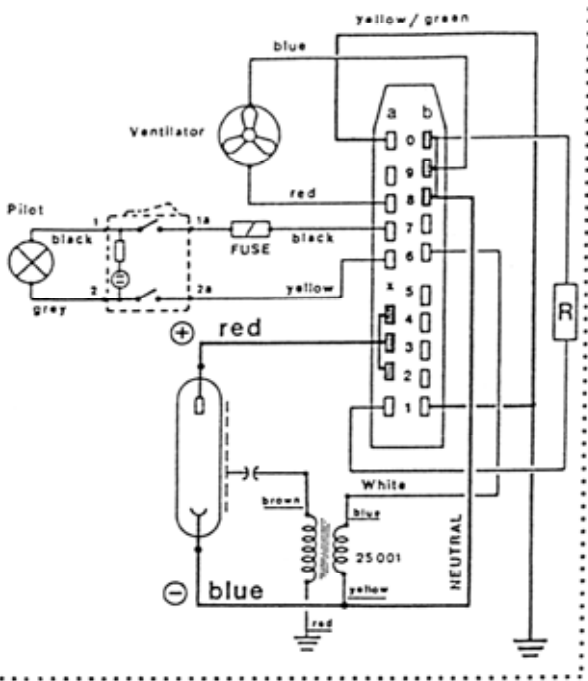 yellow/green
blue
a b
Ventilator
0
9
red
8
Pilot
1
1a
7
black
FUSE
black
6
2
2a
yellow
x
5
grey
+
red
4
3
2
R
1
White
brown
blue
25001
NEUTRAL
−
blue
yellow
red